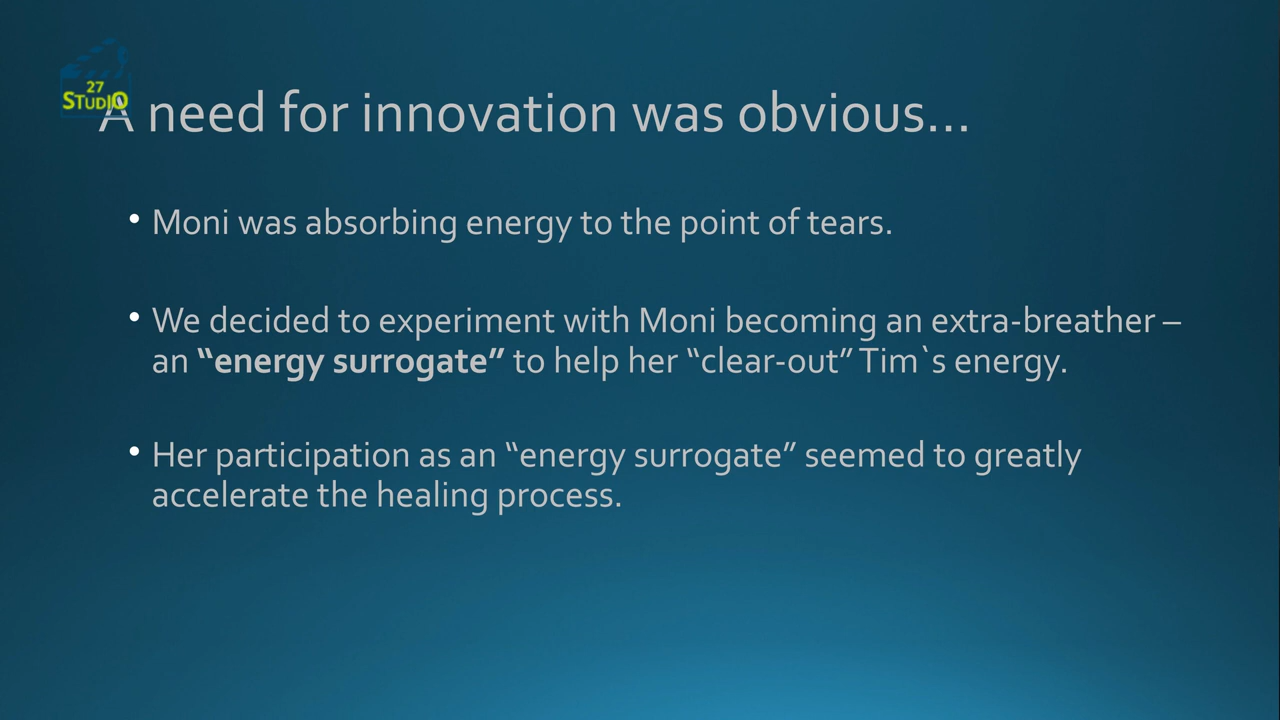 27
STUDIO
A need for innovation was obvious...
• Moni was absorbing energy to the point of tears.
• We decided to experiment with Moni becoming an extra-breather –
an “energy surrogate” to help her “clear-out” Tim`s energy.
• Her participation as an “energy surrogate” seemed to greatly
accelerate the healing process.